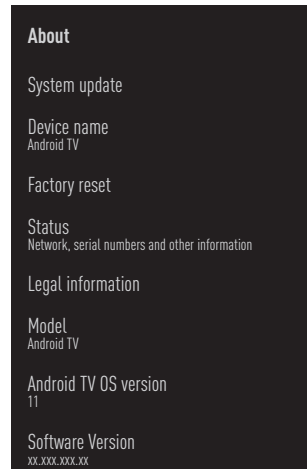 About
System update
Device name
Android TV
Factory reset
Status
Network, serial numbers and other information
Legal information
Model
Android TV
Android TV OS version
11
Software Version
xx.xxx.xxx.xx